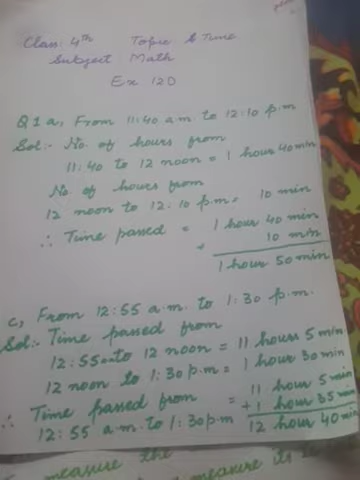 Class: 4th Topic & Time
Subject Math
Ex 12D
Q1 a, From 11:40 a.m. to 12:10 p.m
Sol:- No. of hours from
11:40 to 12 noon = 1 hour 40 min
No. of hours from
12 noon to 12:10 p.m. = 10 min
∴ Time passed = 1 hour 40 min
+ 10 min
1 hour 50 min
c, From 12:55 a.m. to 1:30 p.m.
Sol:- Time passed from
12:55 to 12 noon = 11 hours 5 min
12 noon to 1:30 p.m = 1 hour 30 min
∴ Time passed from = 11 hour 5 min
+ 1 hour 35 min
12:55 a.m. to 1:30 p.m 12 hour 40 min
measure the
measure its